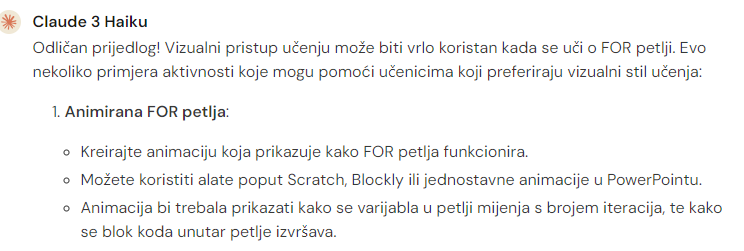 Claude 3 Haiku
Odličan prijedlog! Vizualni pristup učenju može biti vrlo koristan kada se uči o FOR petlji. Evo
nekoliko primjera aktivnosti koje mogu pomoći učenicima koji preferiraju vizualni stil učenja:
1. Animirana FOR petlja:
Kreirajte animaciju koja prikazuje kako FOR petlja funkcionira.
Možete koristiti alate poput Scratch, Blockly ili jednostavne animacije u PowerPointu.
Animacija bi trebala prikazati kako se varijabla u petlji mijenja s brojem iteracija, te kako
se blok koda unutar petlje izvršava.